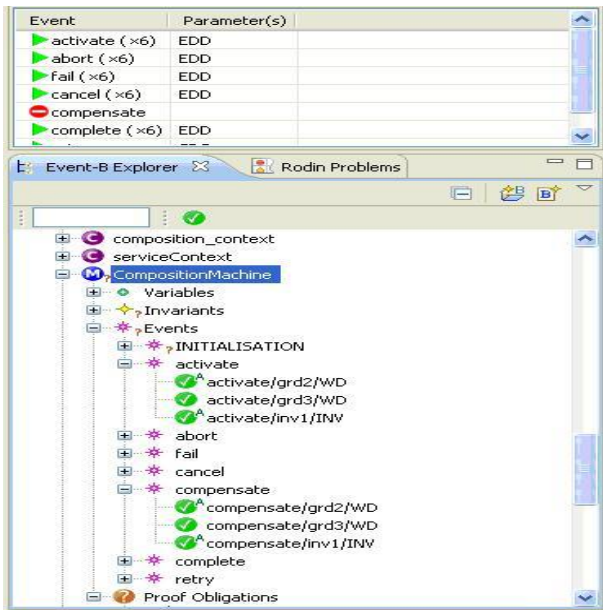 Event Parameter(s)
activate (×6) EDD
abort (×6) EDD
fail (×6) EDD
cancel (×6) EDD
compensate
complete (×6) EDD
Event-B Explorer Rodin Problems
composition_context
serviceContext
CompositionMachine
Variables
Invariants
Events
INITIALISATION
activate
activate/grd2/WD
activate/grd3/WD
activate/inv1/INV
abort
fail
cancel
compensate
compensate/grd2/WD
compensate/grd3/WD
compensate/inv1/INV
complete
retry
Proof Obligations